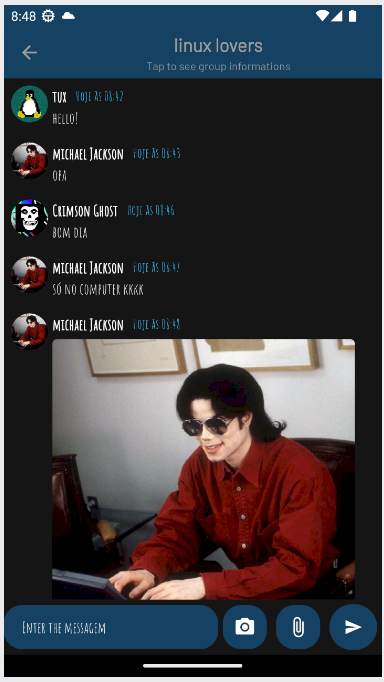 8:48
linux lovers
Tap to see group informations
Tux Hoje às 08:42
Hello!
Michael Jackson Hoje às 08:45
Opa
Crimson Ghost Hoje às 08:46
Bom dia
Michael Jackson Hoje às 08:47
Só no computer kkkk
Michael Jackson Hoje às 08:48
Enter the messagem